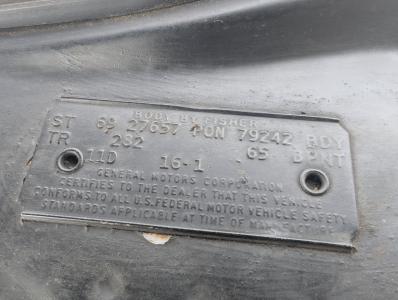 BODY BY FISHER
ST 69 27657 PON 79242 BDY
TR 232 65 B PNT
11D 16-1
GENERAL MOTORS CORPORATION
CERTIFIES TO THE DEALER THAT THIS VEHICLE
CONFORMS TO ALL U.S. FEDERAL MOTOR VEHICLE SAFETY
STANDARDS APPLICABLE AT TIME OF MANUFACTURE